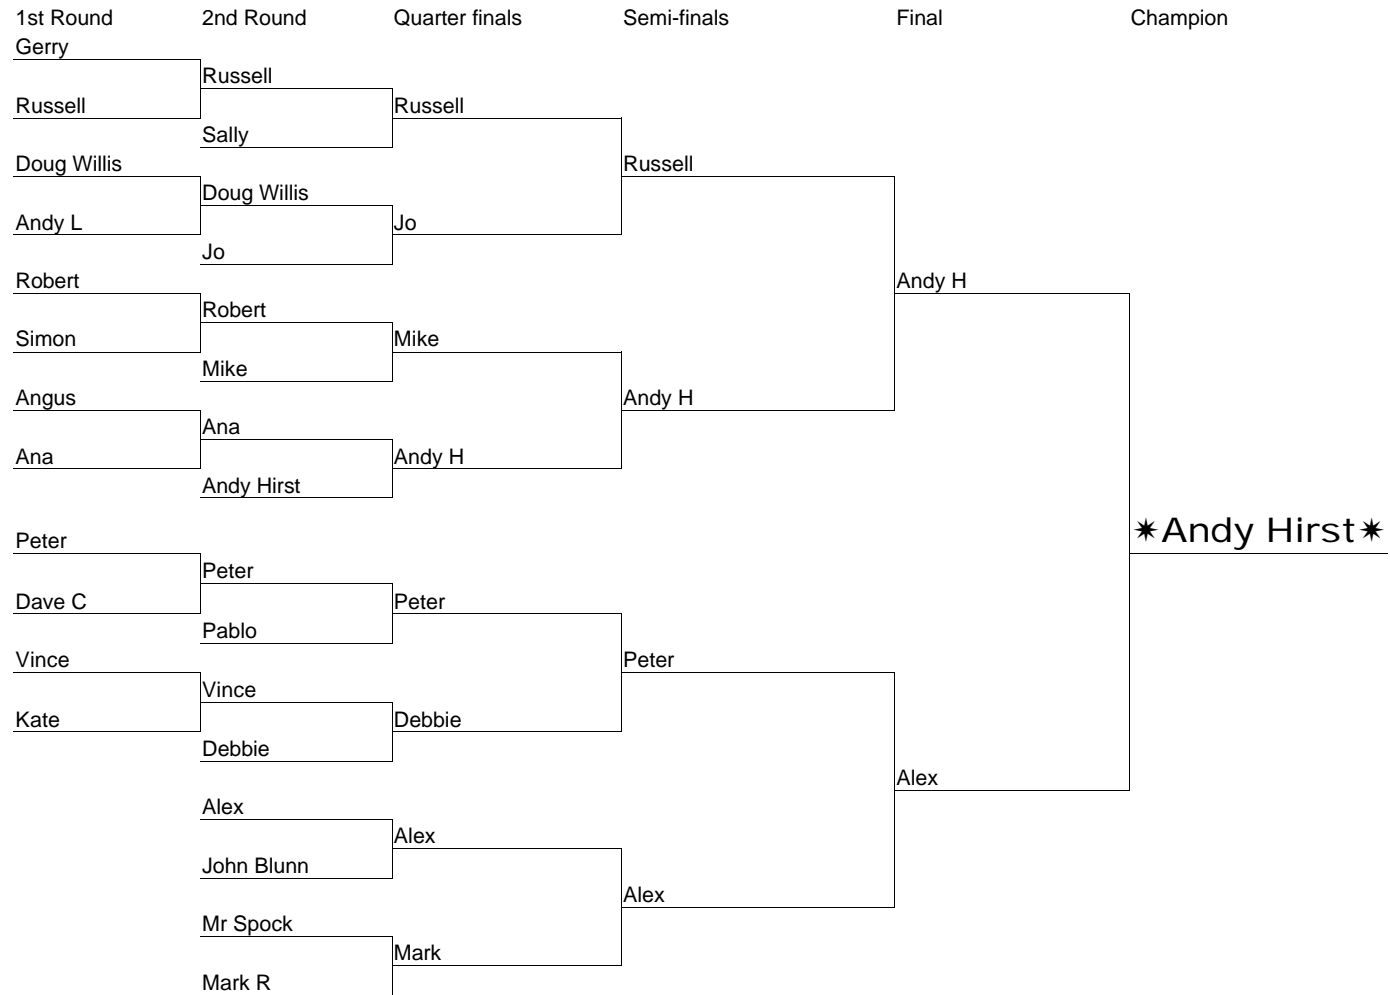 1st Round 2nd Round Quarter finals Semi-finals Final Champion
Gerry
Russell
Russell Russell
Sally
Doug Willis Russell
Doug Willis
Andy L Jo
Jo
Robert Andy H
Robert
Simon Mike
Mike
Angus Andy H
Ana
Ana Andy H
Andy Hirst
✷Andy Hirst✷
Peter
Peter
Dave C Peter
Pablo
Vince Peter
Vince
Kate Debbie
Debbie
Alex
Alex
Alex
John Blunn
Alex
Mr Spock
Mark
Mark R